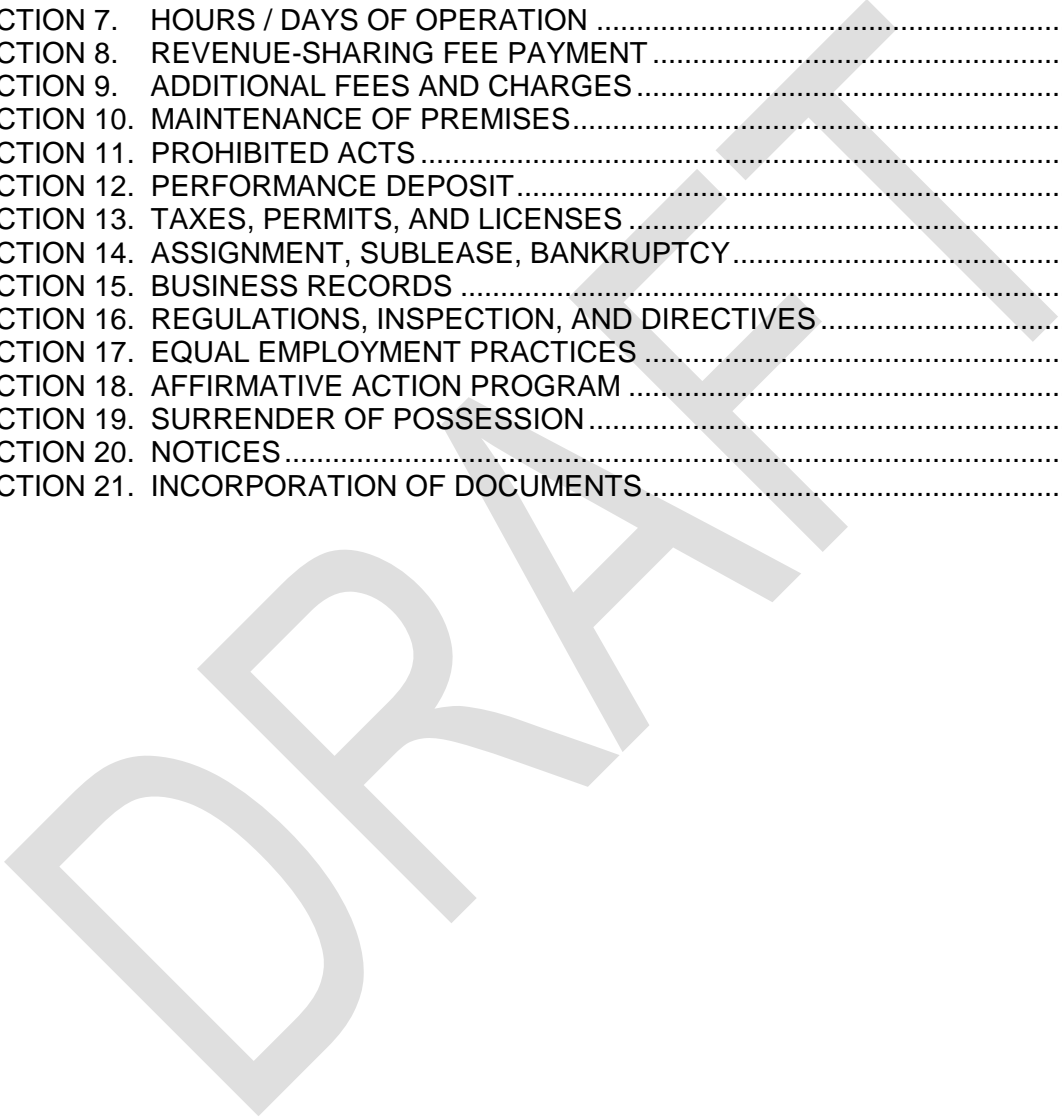 CTION 7. HOURS / DAYS OF OPERATION ........................................................................
CTION 8. REVENUE-SHARING FEE PAYMENT ................................................................
CTION 9. ADDITIONAL FEES AND CHARGES ..................................................................
CTION 10. MAINTENANCE OF PREMISES ...........................................................................
CTION 11. PROHIBITED ACTS .............................................................................................
CTION 12. PERFORMANCE DEPOSIT ..................................................................................
CTION 13. TAXES, PERMITS, AND LICENSES ....................................................................
CTION 14. ASSIGNMENT, SUBLEASE, BANKRUPTCY ....................................................
CTION 15. BUSINESS RECORDS .........................................................................................
CTION 16. REGULATIONS, INSPECTION, AND DIRECTIVES ........................................
CTION 17. EQUAL EMPLOYMENT PRACTICES ..................................................................
CTION 18. AFFIRMATIVE ACTION PROGRAM ....................................................................
CTION 19. SURRENDER OF POSSESSION ..........................................................................
CTION 20. NOTICES ................................................................................................................
CTION 21. INCORPORATION OF DOCUMENTS ..................................................................
DRAFT